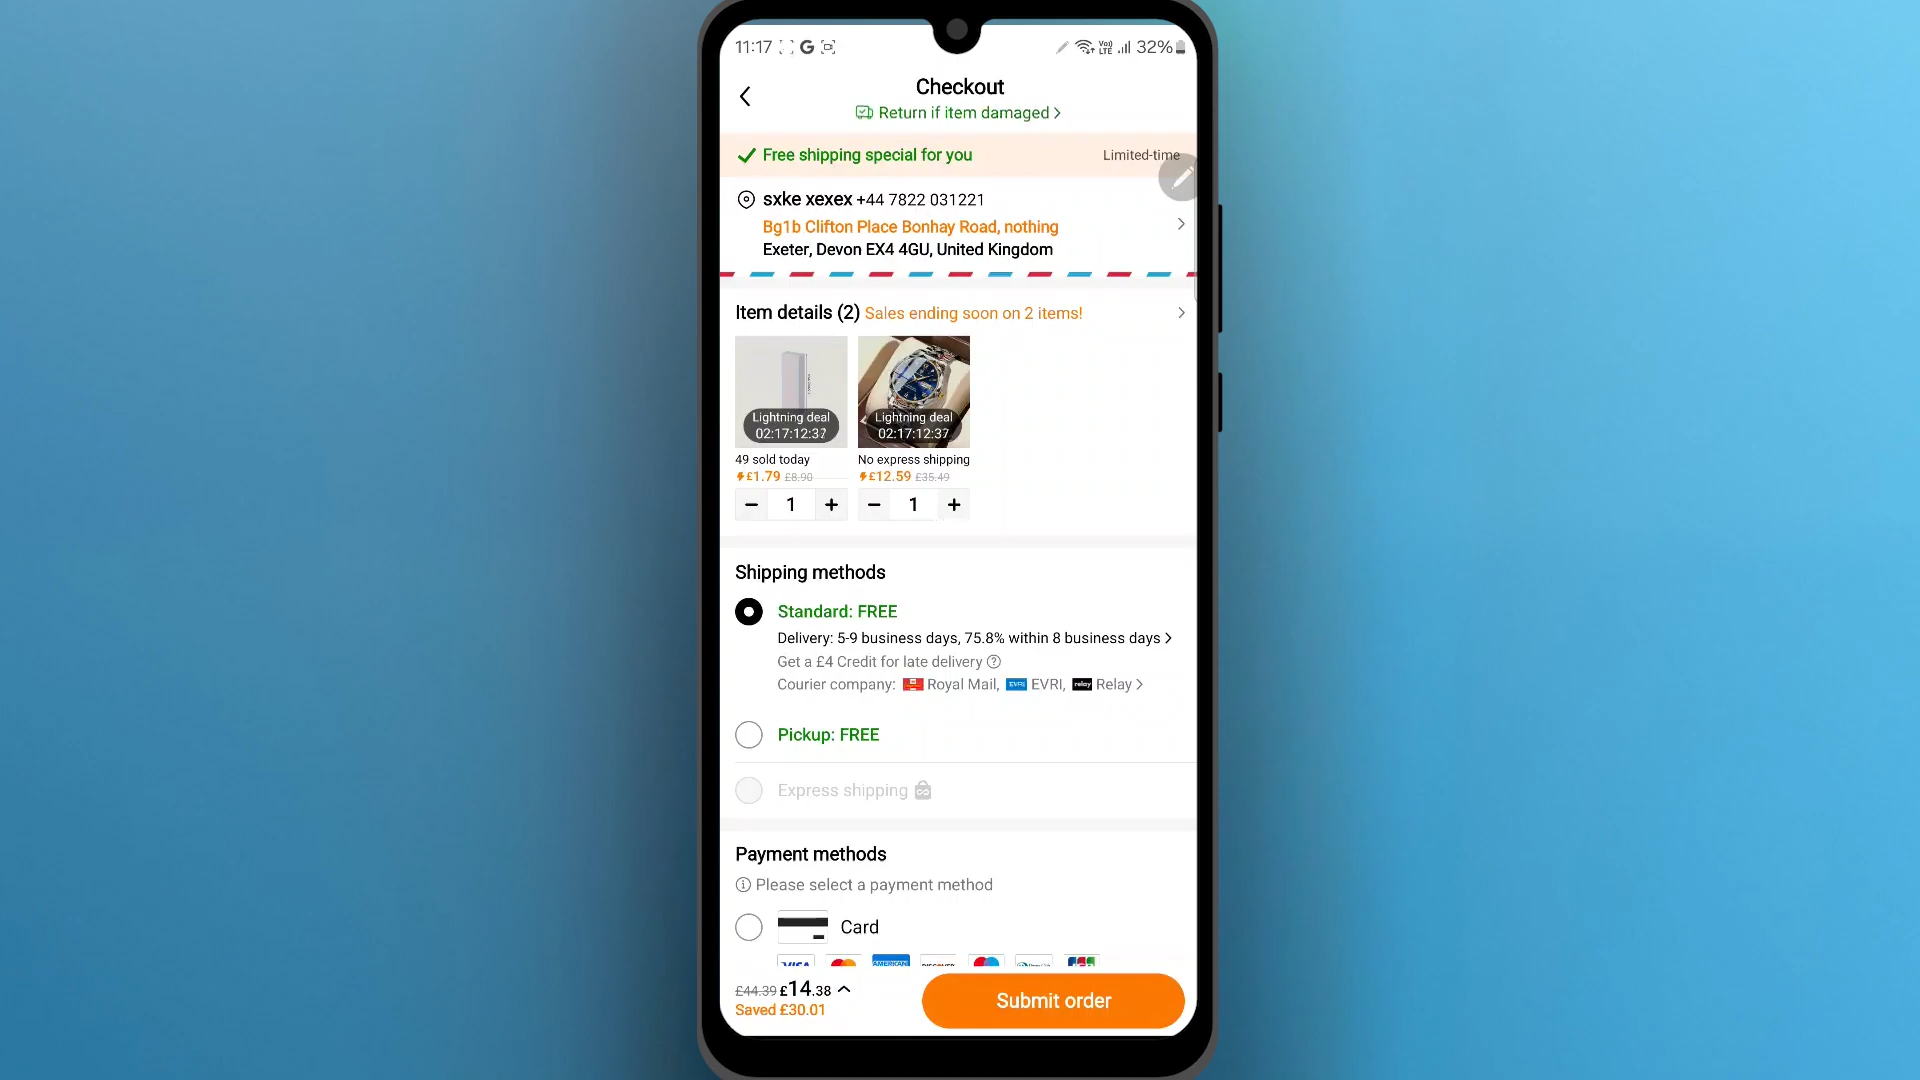 11:17 G VoJ LTE 32%
Checkout
Return if item damaged >
Free shipping special for you Limited-time
sxke xexex +44 7822 031221
Bg1b Clifton Place Bonhay Road, nothing
Exeter, Devon EX4 4GU, United Kingdom
Item details (2) Sales ending soon on 2 items!
Lightning deal Lightning deal
02:17:12:37 02:17:12:37
49 sold today No express shipping
£1.79 £8.90 £12.59 £35.49
− 1 + − 1 +
Shipping methods
Standard: FREE
Delivery: 5-9 business days, 75.8% within 8 business days >
Get a £4 Credit for late delivery
Courier company: Royal Mail, EVRI EVRI, relay Relay >
Pickup: FREE
Express shipping
Payment methods
Please select a payment method
Card
VISA AMERICAN DISCOVER JCB
£44.39 £14.38 Submit order
Saved £30.01